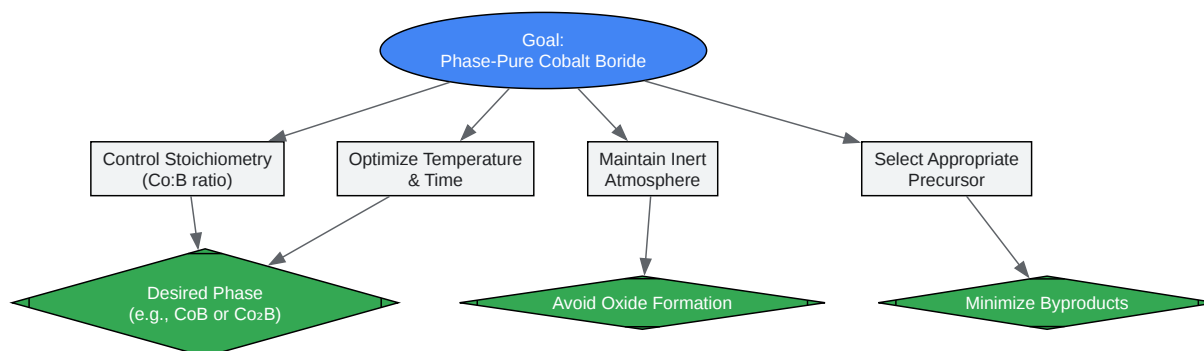 Goal:
Phase-Pure Cobalt Boride
Control Stoichiometry
(Co:B ratio)
Optimize Temperature
& Time
Maintain Inert
Atmosphere
Select Appropriate
Precursor
Desired Phase
(e.g., CoB or Co₂B)
Avoid Oxide Formation
Minimize Byproducts